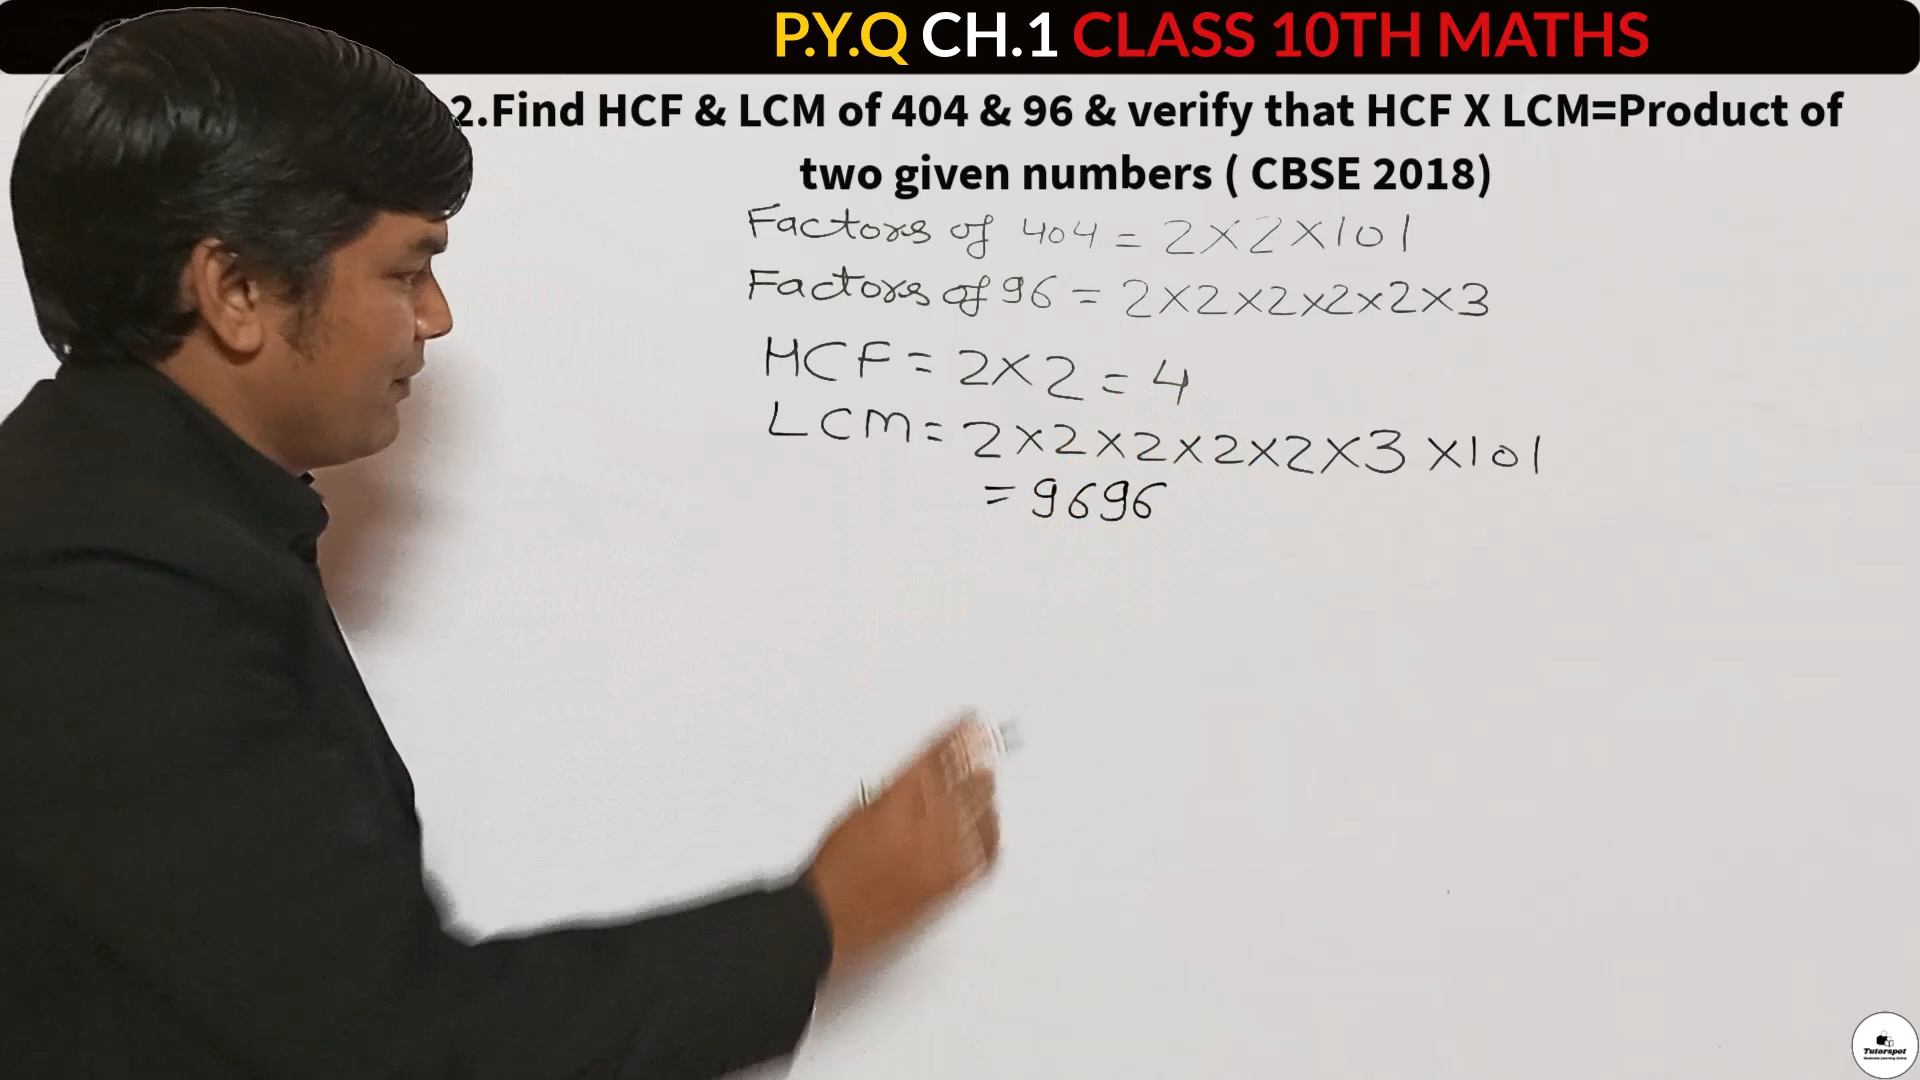 P.Y.Q CH.1 CLASS 10TH MATHS
2.Find HCF & LCM of 404 & 96 & verify that HCF X LCM=Product of
two given numbers ( CBSE 2018)
Factors of 404 = 2×2×101
Factors of 96 = 2×2×2×2×2×3
HCF = 2×2 = 4
LCM = 2×2×2×2×2×3×101
= 9696
Tutorspot